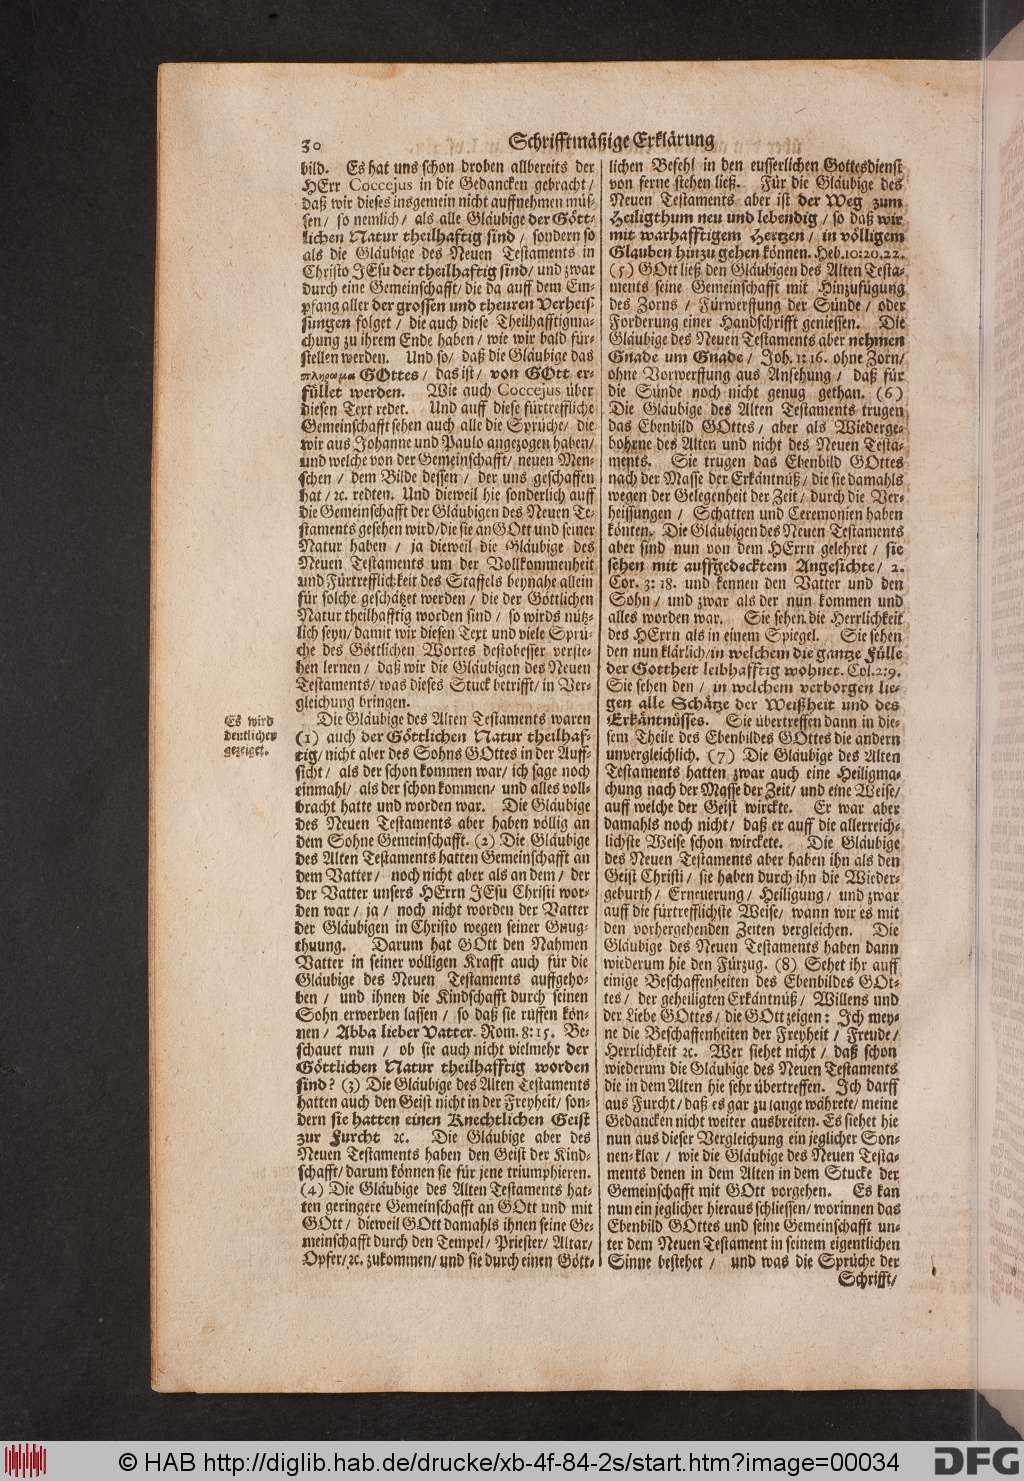 30
Schrifftmäßige Erklärung
bild. Es hat uns schon droben allbereits der
HErr Coccejus in die Gedancken gebracht/
daß wir dieses insgemein nicht auffnehmen müs-
sen/ so nemlich/ als alle Gläubige der Gött-
lichen Natur theilhaftig sind/ sondern so
als die Gläubige des Neuen Testaments in
Christo JEsu der theilhaftig sind/ und zwar
durch eine Gemeinschafft/ die da auff dem Em-
pfang aller der grossen und theuren Verheis-
sungen folget/ die auch diese Theilhafftigma-
chung zu ihrem Ende haben/ wie wir bald für-
stellen werden. Und so/ daß die Gläubige das
πληρωμα GOttes/ das ist/ von GOtt er-
füllet werden. Wie auch Coccejus über
diesen Text redet. Und auff diese fürtreffliche
Gemeinschafft sehen auch alle die Sprüche/ die
wir aus Johanne und Paulo angezogen haben/
und welche von der Gemeinschafft/ neuen Men-
schen/ dem Bilde dessen/ der uns geschaffen
hat/ ꝛc. redten. Und dieweil hie sonderlich auff
die Gemeinschafft der Gläubigen des Neuen Te-
staments gesehen wird/ die sie an GOtt und seiner
Natur haben/ ja dieweil die Gläubige des
Neuen Testaments um der Vollkommenheit
und Fürtrefflichkeit des Staffels beynahe allein
für solche geschätzet werden/ die der Göttlichen
Natur theilhafftig worden sind/ so wirds nütz-
lich seyn/ damit wir diesen Text und viele Sprü-
che des Göttlichen Wortes destobesser verste-
hen lernen/ daß wir die Gläubigen des Neuen
Testaments/ was dieses Stuck betrifft/ in Ver-
gleichung bringen.
Es wird
deutlicher
gezeiget.
Die Gläubige des Alten Testaments waren
(1) auch der Göttlichen Natur theilhaf-
tig/ nicht aber des Sohns GOttes in der Auff-
sicht/ als der schon kommen war/ ich sage noch
einmahl/ als der schon kommen/ und alles voll-
bracht hatte und worden war. Die Gläubige
des Neuen Testaments aber haben völlig an
dem Sohne Gemeinschafft. (2) Die Gläubige
des Alten Testaments hatten Gemeinschafft an
dem Vatter/ noch nicht aber als an dem/ der
der Vatter unsers HErrn JEsu Christi wor-
den war/ ja/ noch nicht worden der Vatter
der Gläubigen in Christo wegen seiner Gnug-
thuung. Darum hat GOtt den Nahmen
Vatter in seiner völligen Krafft auch für die
Gläubige des Neuen Testaments auffgeho-
ben/ und ihnen die Kindschafft durch seinen
Sohn erwerben lassen/ so daß sie ruffen kön-
nen/ Abba lieber Vatter. Rom. 8:15. Be-
schauet nun/ ob sie auch nicht vielmehr der
Göttlichen Natur theilhafftig worden
sind? (3) Die Gläubige des Alten Testaments
hatten auch den Geist nicht in der Freyheit/ son-
dern sie hatten einen Knechtlichen Geist
zur Furcht ꝛc. Die Gläubige aber des
Neuen Testaments haben den Geist der Kind-
schafft/ darum können sie für jene triumphieren.
(4) Die Gläubige des Alten Testaments hat-
ten geringere Gemeinschafft an GOtt und mit
GOtt/ dieweil GOtt damahls ihnen seine Ge-
meinschafft durch den Tempel/ Priester/ Altar/
Opfer/ ꝛc. zukommen/ und sie durch einen Gött-
lichen Befehl in den eusserlichen Gottesdienst
von ferne stehen ließ. Für die Gläubige des
Neuen Testaments aber ist der Weg zum
Heiligthum neu und lebendig/ so daß wir
mit warhafftigem Hertzen/ in völligem
Glauben hinzu gehen können. Heb. 10:20.22.
(5) GOtt ließ den Gläubigen des Alten Testa-
ments seine Gemeinschafft mit Hinzufügung
des Zorns/ Fürwerffung der Sünde/ oder
Forderung einer Handschrifft geniessen. Die
Gläubige des Neuen Testaments aber nehmen
Gnade um Gnade/ Joh. 1:16. ohne Zorn/
ohne Vorwerffung aus Ansehung/ daß für
die Sünde noch nicht genug gethan. (6)
Die Gläubige des Alten Testaments trugen
das Ebenbild GOttes/ aber als Wiederge-
bohrne des Alten und nicht des Neuen Testa-
ments. Sie trugen das Ebenbild GOttes
nach der Masse der Erkäntnüß/ die sie damahls
wegen der Gelegenheit der Zeit/ durch die Ver-
heissungen/ Schatten und Ceremonien haben
könten. Die Gläubigen des Neuen Testaments
aber sind nun von dem HErrn gelehret/ sie
sehen mit auffgedecktem Angesichte/ 2.
Cor. 3:18. und kennen den Vatter und den
Sohn/ und zwar als der nun kommen und
alles worden war. Sie sehen die Herrlichkeit
des HErrn als in einem Spiegel. Sie sehen
den nun klärlich/ in welchem die gantze Fülle
der Gottheit leibhafftig wohnet. Col. 2:9.
Sie sehen den/ in welchem verborgen lie-
gen alle Schätze der Weißheit und des
Erkäntnüsses. Sie übertreffen dann in die-
sem Theile des Ebenbildes GOttes die andern
unvergleichlich. (7) Die Gläubige des Alten
Testaments hatten zwar auch eine Heiligma-
chung nach der Masse der Zeit/ und eine Weise/
auff welche der Geist wirckte. Er war aber
damahls noch nicht/ daß er auff die allerreich-
lichste Weise schon wirckete. Die Gläubige
des Neuen Testaments aber haben ihn als den
Geist Christi/ sie haben durch ihn die Wieder-
geburth/ Erneuerung/ Heiligung/ und zwar
auff die fürtrefflichste Weise/ wann wir es mit
den vorhergehenden Zeiten vergleichen. Die
Gläubige des Neuen Testaments haben dann
wiederum hie den Fürzug. (8) Sehet ihr auff
einige Beschaffenheiten des Ebenbildes GOt-
tes/ der geheiligten Erkäntnüß/ Willens und
der Liebe GOttes/ die GOtt zeigen: Ich mey-
ne die Beschaffenheiten der Freyheit/ Freude/
Herrlichkeit ꝛc. Wer siehet nicht/ daß schon
wiederum die Gläubige des Neuen Testaments
die in dem Alten hie sehr übertreffen. Ich darff
aus Furcht/ daß es gar zu lange währete/ meine
Gedancken nicht weiter ausbreiten. Es siehet hie
nun aus dieser Vergleichung ein jeglicher Son-
nen-klar/ wie die Gläubige des Neuen Testa-
ments denen in dem Alten in dem Stucke der
Gemeinschafft mit GOtt vorgehen. Es kan
nun ein jeglicher hieraus schliessen/ worinnen das
Ebenbild GOttes und seine Gemeinschafft un-
ter dem Neuen Testament in seinem eigentlichen
Sinne bestehet/ und was die Sprüche der
Schrifft/
© HAB http://diglib.hab.de/drucke/xb-4f-84-2s/start.htm?image=00034
DFG